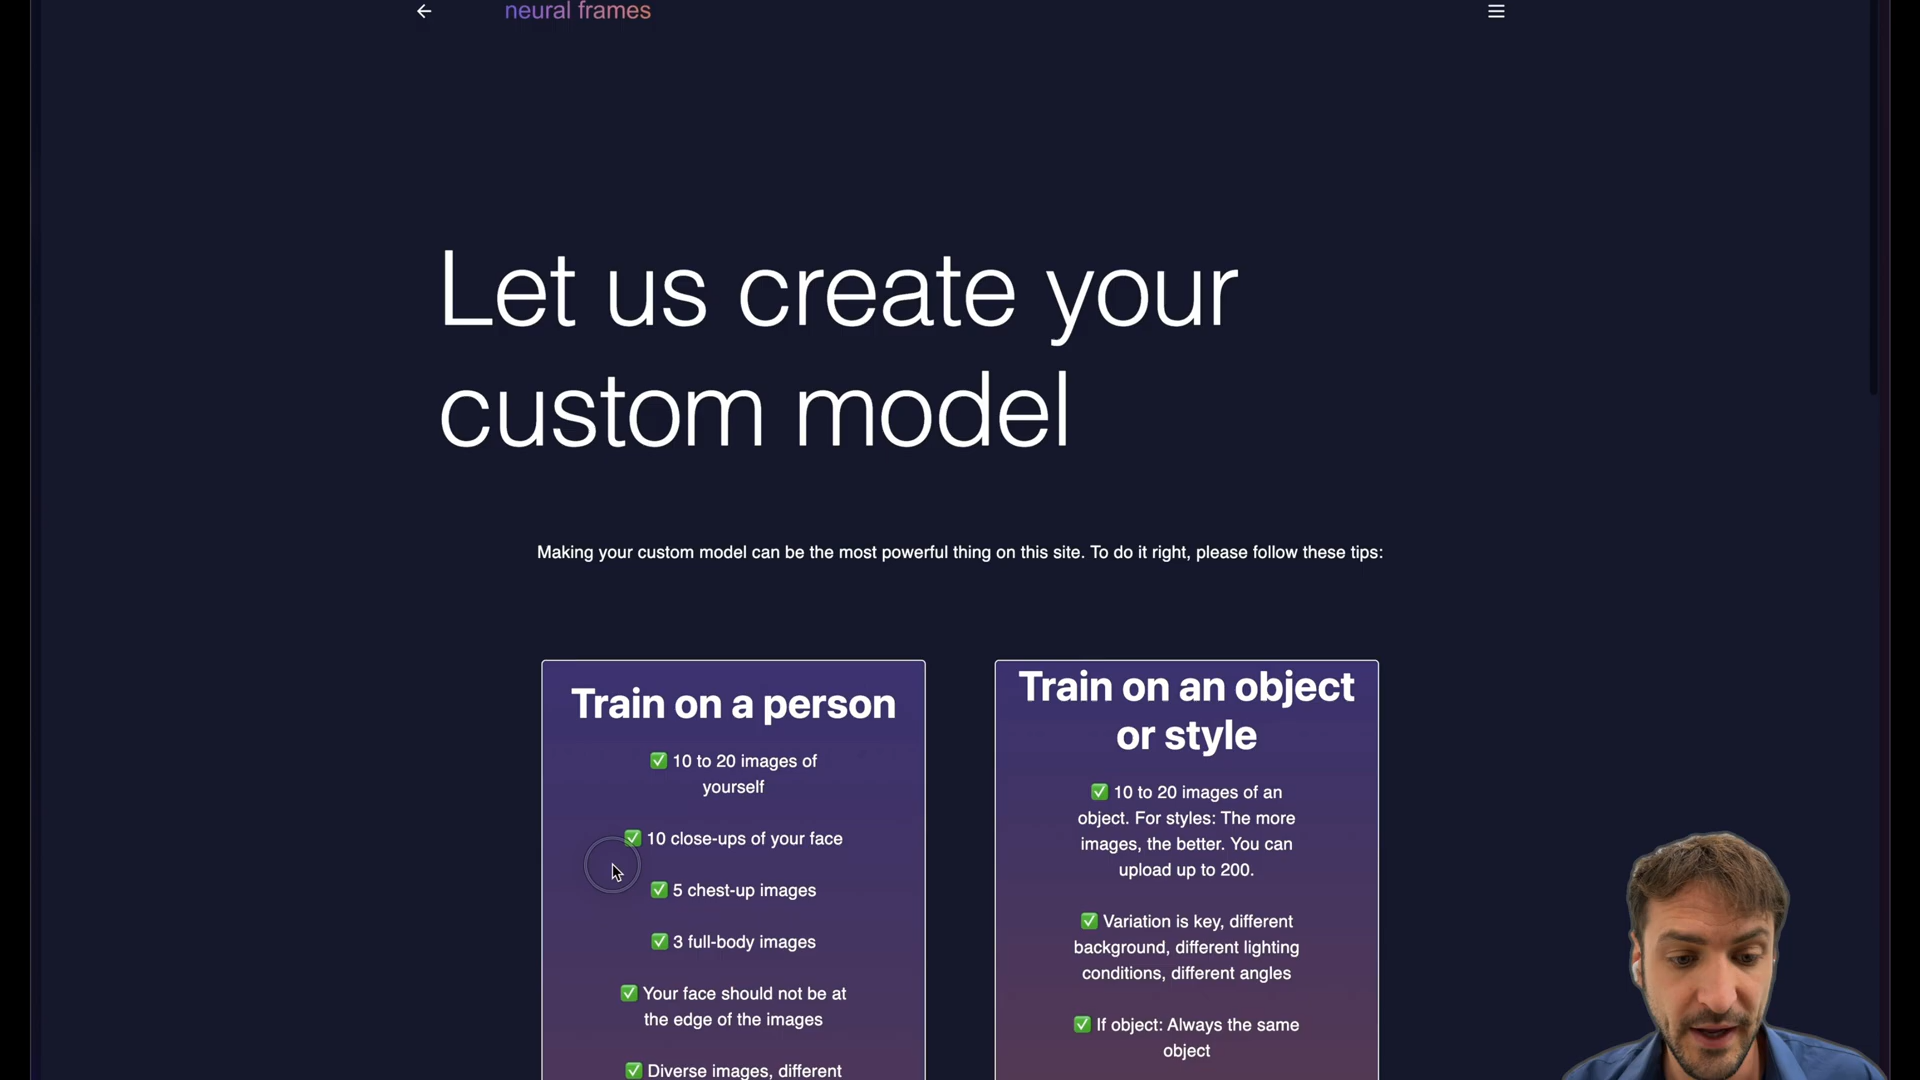 neural frames
Let us create your
custom model
Making your custom model can be the most powerful thing on this site. To do it right, please follow these tips:
Train on a person
✅ 10 to 20 images of
yourself
✅ 10 close-ups of your face
✅ 5 chest-up images
✅ 3 full-body images
✅ Your face should not be at
the edge of the images
✅ Diverse images, different
Train on an object
or style
✅ 10 to 20 images of an
object. For styles: The more
images, the better. You can
upload up to 200.
✅ Variation is key, different
background, different lighting
conditions, different angles
✅ If object: Always the same
object